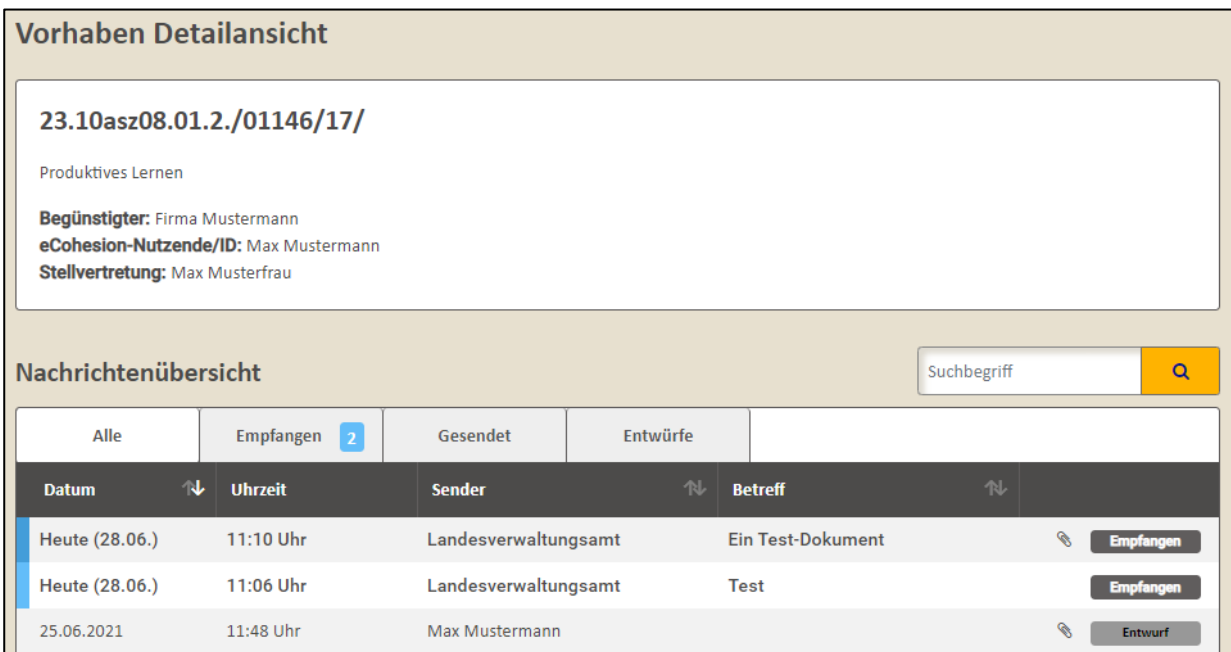 Vorhaben Detailansicht
23.10asz08.01.2./01146/17/
Produktives Lernen
Begünstigter: Firma Mustermann
eCohesion-Nutzende/ID: Max Mustermann
Stellvertretung: Max Musterfrau
Nachrichtenübersicht Suchbegriff
Alle Empfangen 2 Gesendet Entwürfe
Datum Uhrzeit Sender Betreff
Heute (28.06.) 11:10 Uhr Landesverwaltungsamt Ein Test-Dokument Empfangen
Heute (28.06.) 11:06 Uhr Landesverwaltungsamt Test Empfangen
25.06.2021 11:48 Uhr Max Mustermann Entwurf